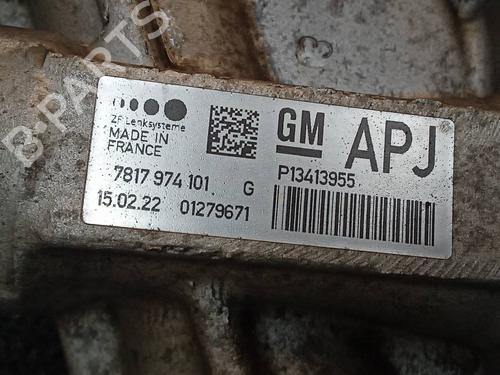 ZF Lenksysteme
MADE IN
FRANCE
7817 974 101 G
15.02.22 01279671
GM
APJ
P13413955
B-PARTS